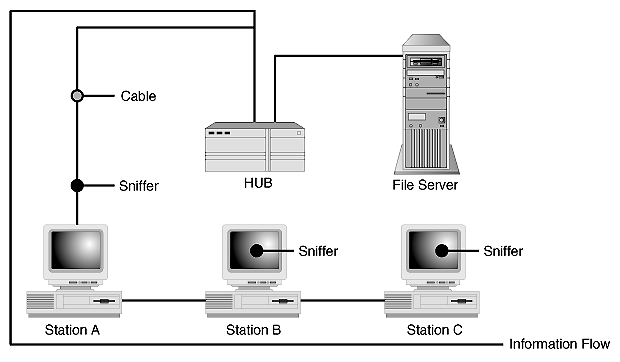 Cable
Sniffer
HUB
File Server
Sniffer
Sniffer
Station A
Station B
Station C
Information Flow